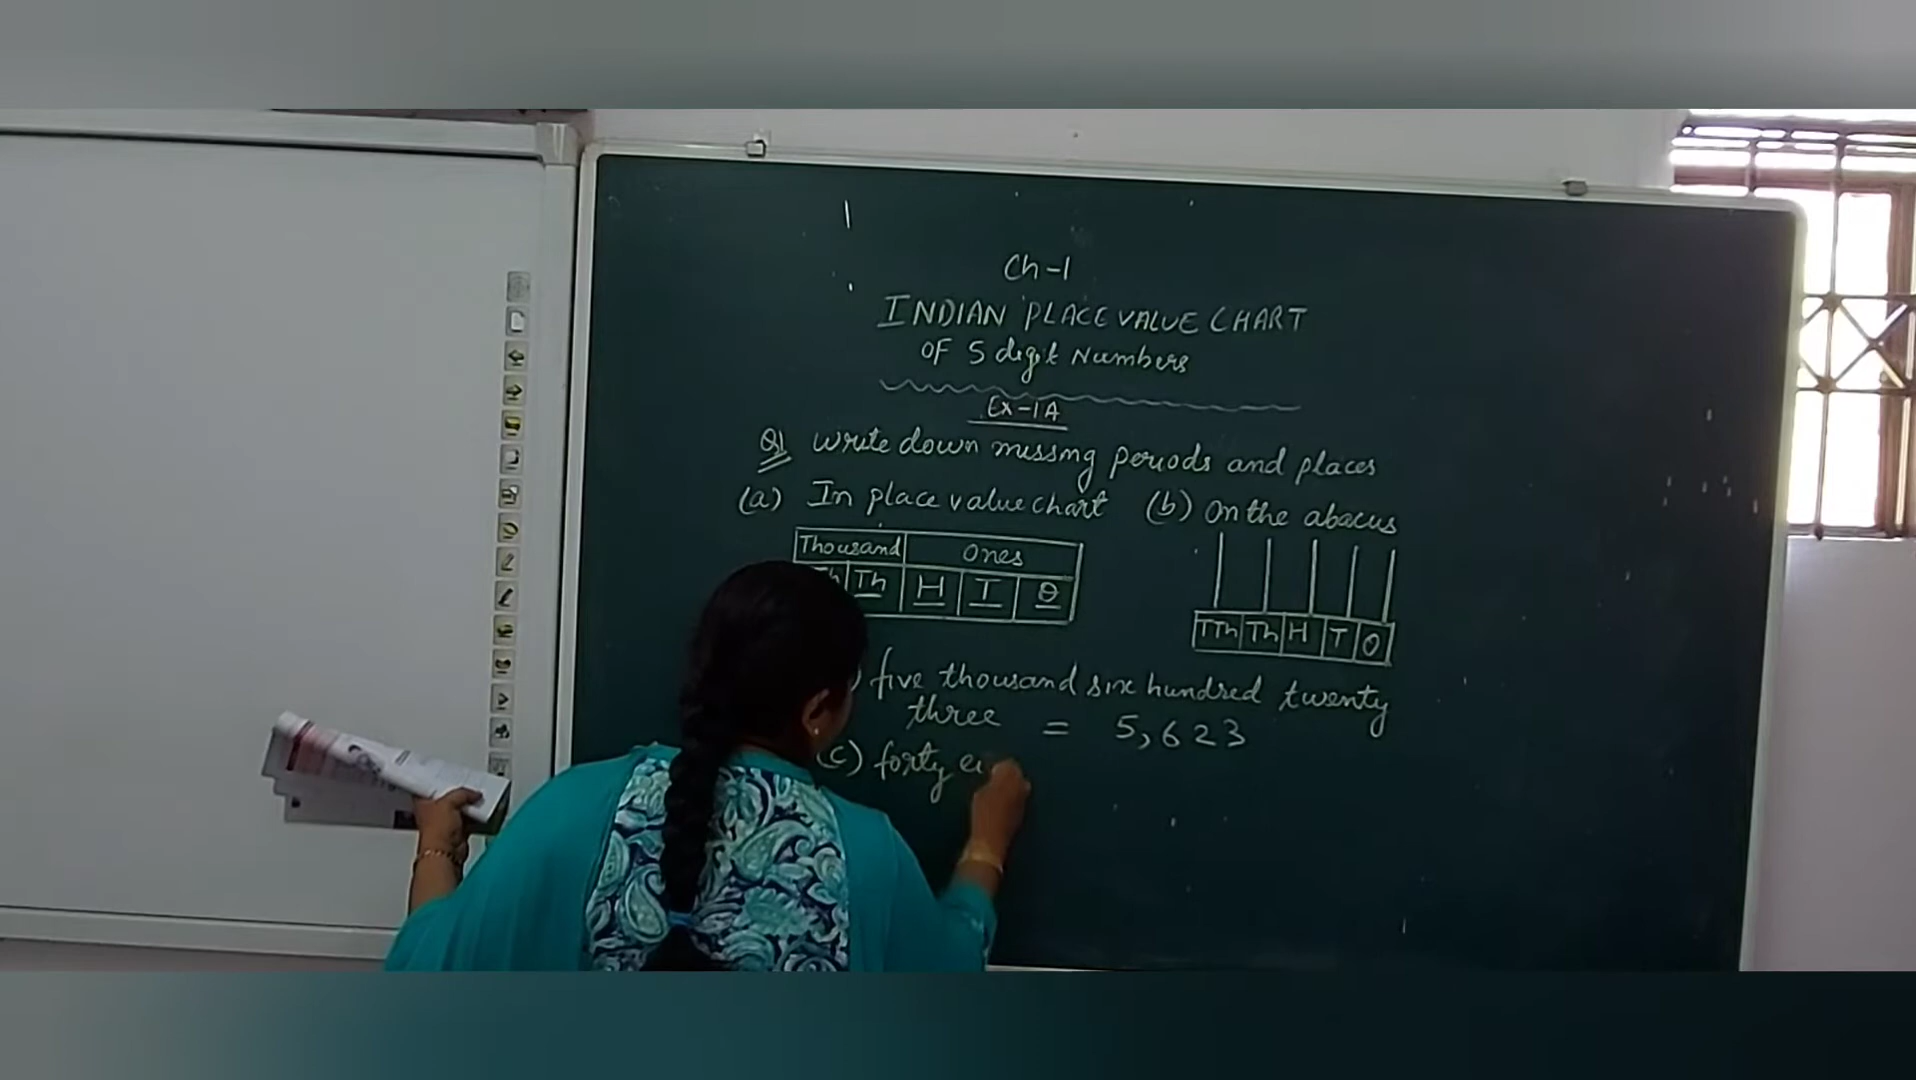 Ch-1
INDIAN PLACE VALUE CHART
OF 5 digit Numbers
Ex-1A
Q1 Write down missing periods and places
(a) In place value chart (b) On the abacus
Thousand Ones
Th H T O
TTh Th H T O
) five thousand six hundred twenty
three = 5,623
(c) forty